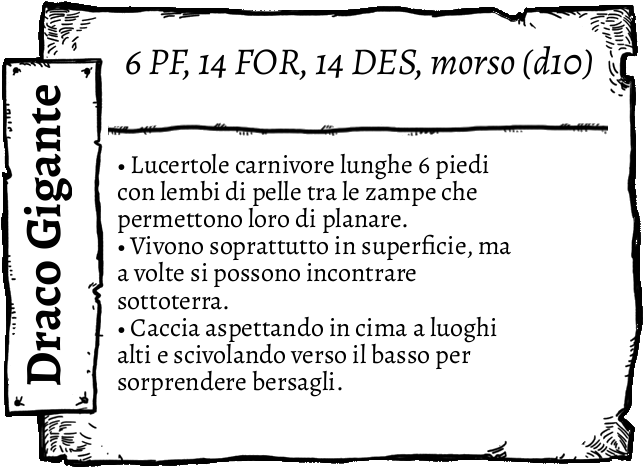 Draco Gigante
6 PF, 14 FOR, 14 DES, morso (d10)
• Lucertole carnivore lunghe 6 piedi
con lembi di pelle tra le zampe che
permettono loro di planare.
• Vivono soprattutto in superficie, ma
a volte si possono incontrare
sottoterra.
• Caccia aspettando in cima a luoghi
alti e scivolando verso il basso per
sorprendere bersagli.